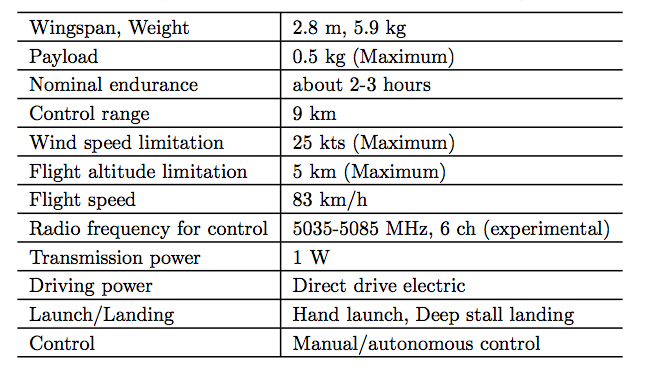 Wingspan, Weight 2.8 m, 5.9 kg
Payload 0.5 kg (Maximum)
Nominal endurance about 2-3 hours
Control range 9 km
Wind speed limitation 25 kts (Maximum)
Flight altitude limitation 5 km (Maximum)
Flight speed 83 km/h
Radio frequency for control 5035-5085 MHz, 6 ch (experimental)
Transmission power 1 W
Driving power Direct drive electric
Launch/Landing Hand launch, Deep stall landing
Control Manual/autonomous control